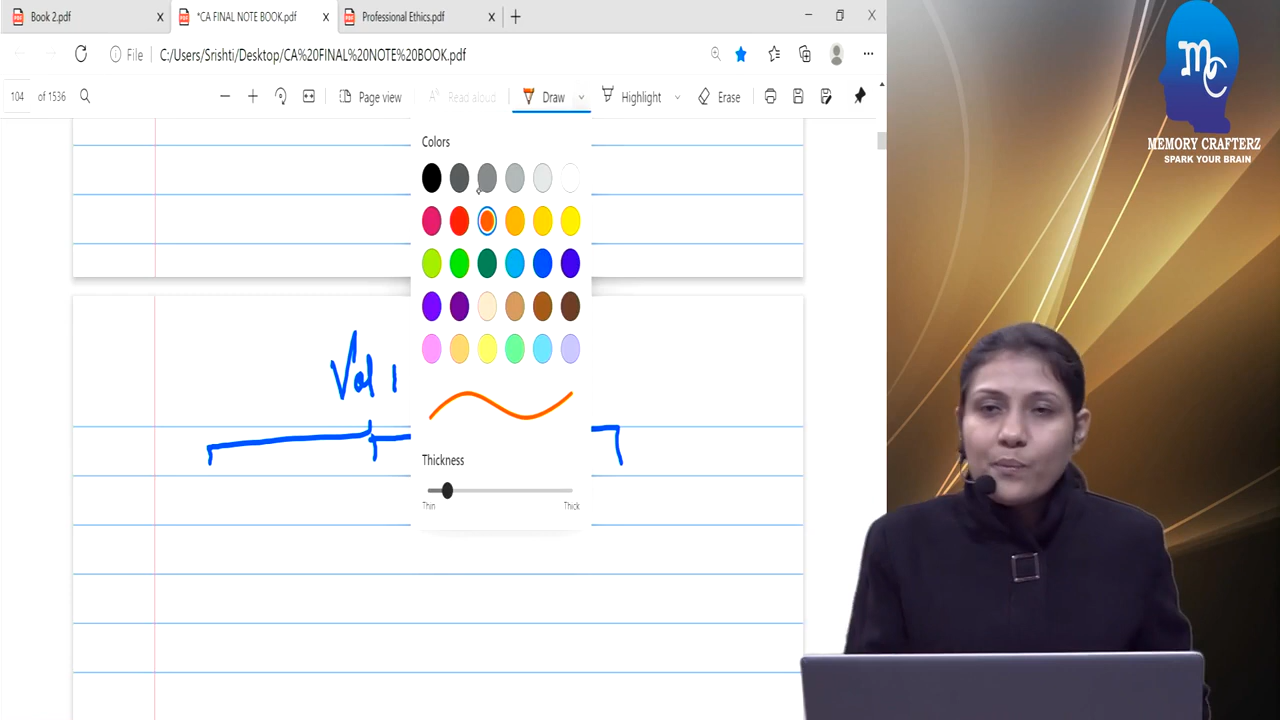 Book 2.pdf
*CA FINAL NOTE BOOK.pdf
Professional Ethics.pdf
File
C:/Users/Srishti/Desktop/CA%20FINAL%20NOTE%20BOOK.pdf
104 of 1536
Page view
Read aloud
Draw
Highlight
Erase
Colors
Thickness
Thin
Thick
Vol 1
MC
MEMORY CRAFTERZ
SPARK YOUR BRAIN